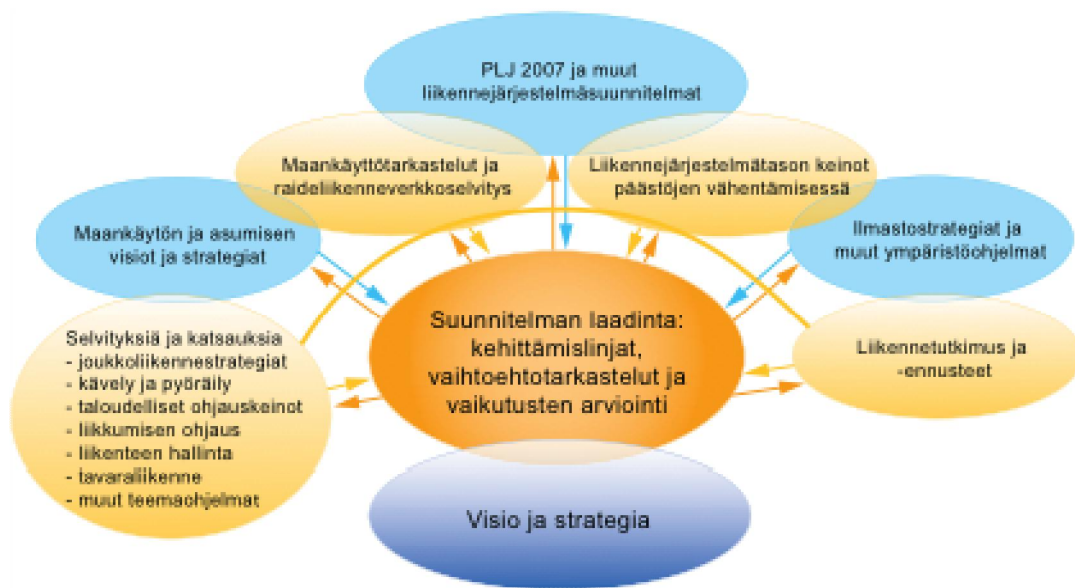 PLJ 2007 ja muut
liikennejärjestelmäsuunnitelmat
Maankäyttötarkastelut ja
raideliikenneverkkoselvitys
Liikennejärjestelmätason keinot
päästöjen vähentämisessä
Maankäytön ja asumisen
visiot ja strategiat
Ilmastostrategiat ja
muut ympäristöohjelmat
Suunnitelman laadinta:
kehittämislinjat,
vaihtoehtotarkastelut ja
vaikutusten arviointi
Selvityksiä ja katsauksia
- joukkoliikennestrategiat
- kävely ja pyöräily
- taloudelliset ohjauskeinot
- liikkumisen ohjaus
- liikenteen hallinta
- tavaraliikenne
- muut teemaohjelmat
Liikennetutkimus ja
-ennusteet
Visio ja strategia